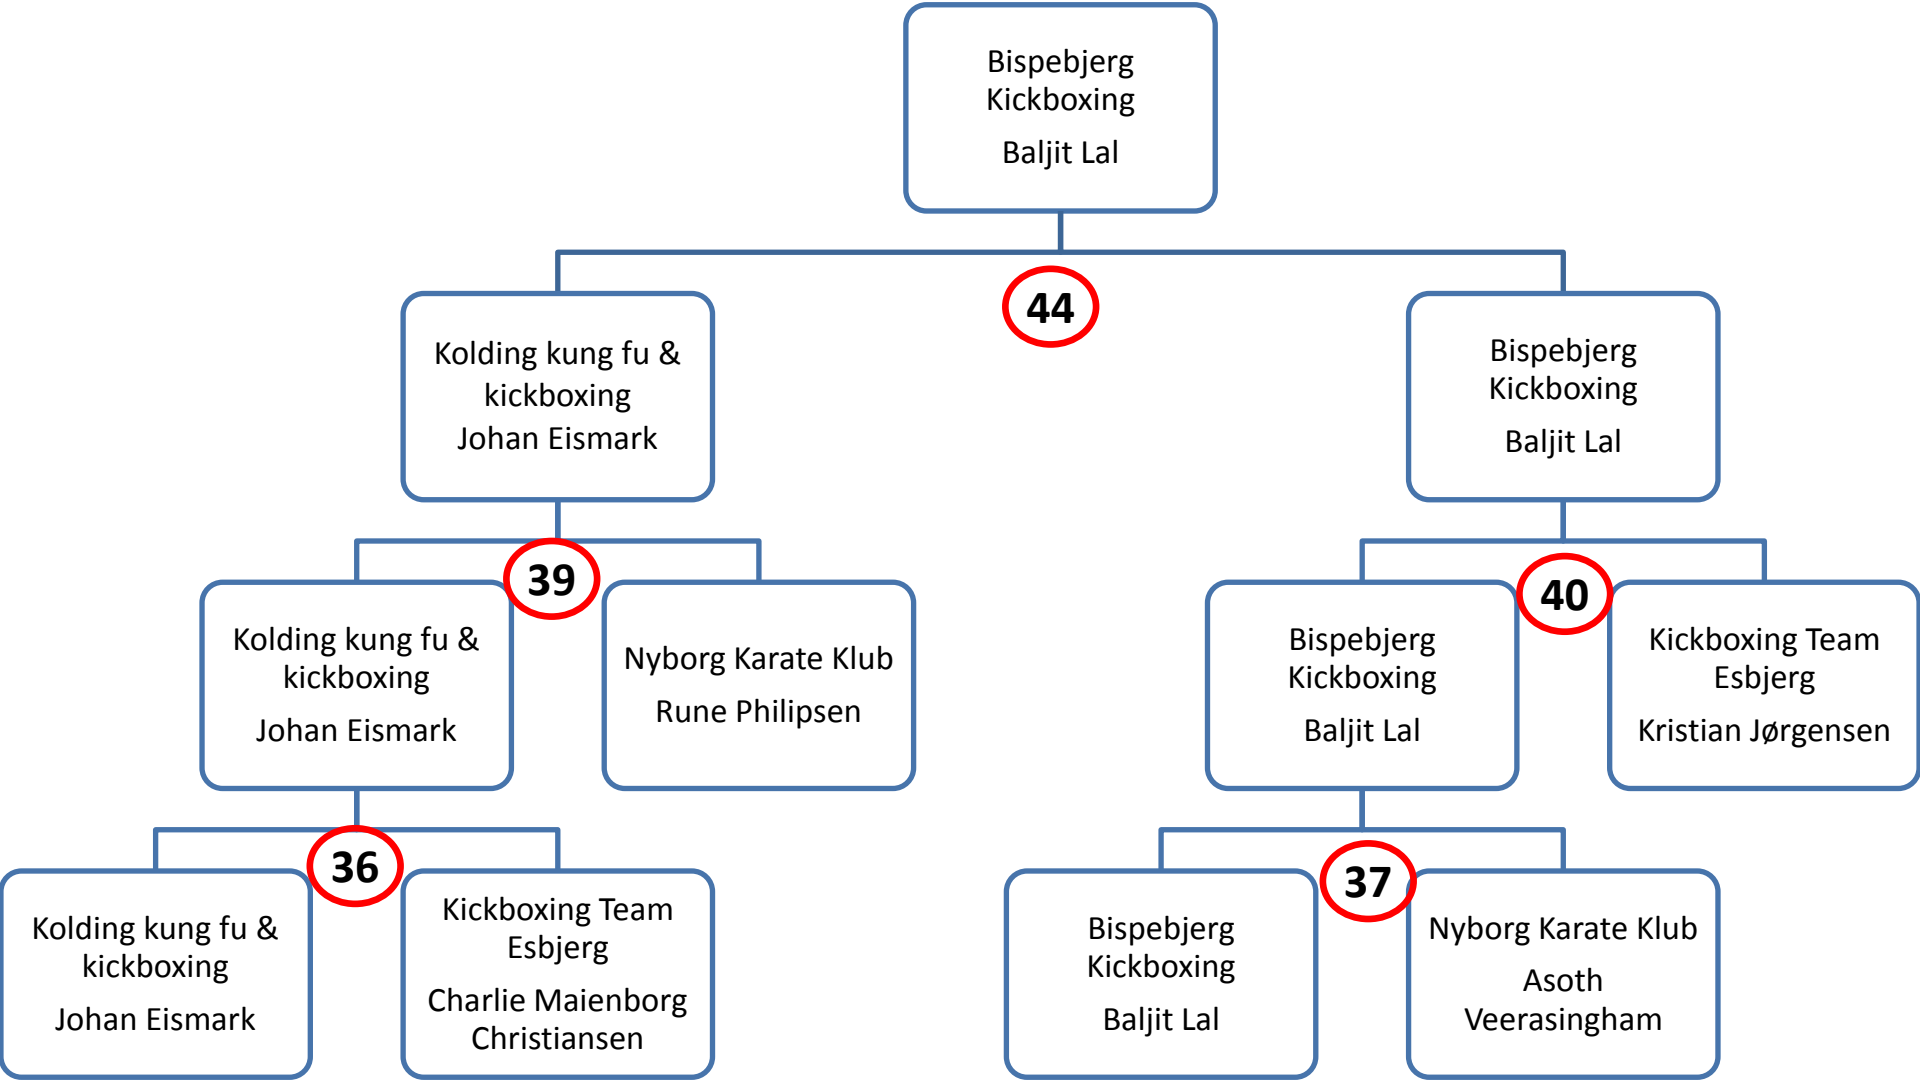 Bispebjerg
Kickboxing
Baljit Lal
44
Kolding kung fu &
kickboxing
Johan Eismark
Bispebjerg
Kickboxing
Baljit Lal
39
40
Kolding kung fu &
kickboxing
Johan Eismark
Nyborg Karate Klub
Rune Philipsen
Bispebjerg
Kickboxing
Baljit Lal
Kickboxing Team
Esbjerg
Kristian Jørgensen
36
37
Kolding kung fu &
kickboxing
Johan Eismark
Kickboxing Team
Esbjerg
Charlie Maienborg
Christiansen
Bispebjerg
Kickboxing
Baljit Lal
Nyborg Karate Klub
Asoth
Veerasingham